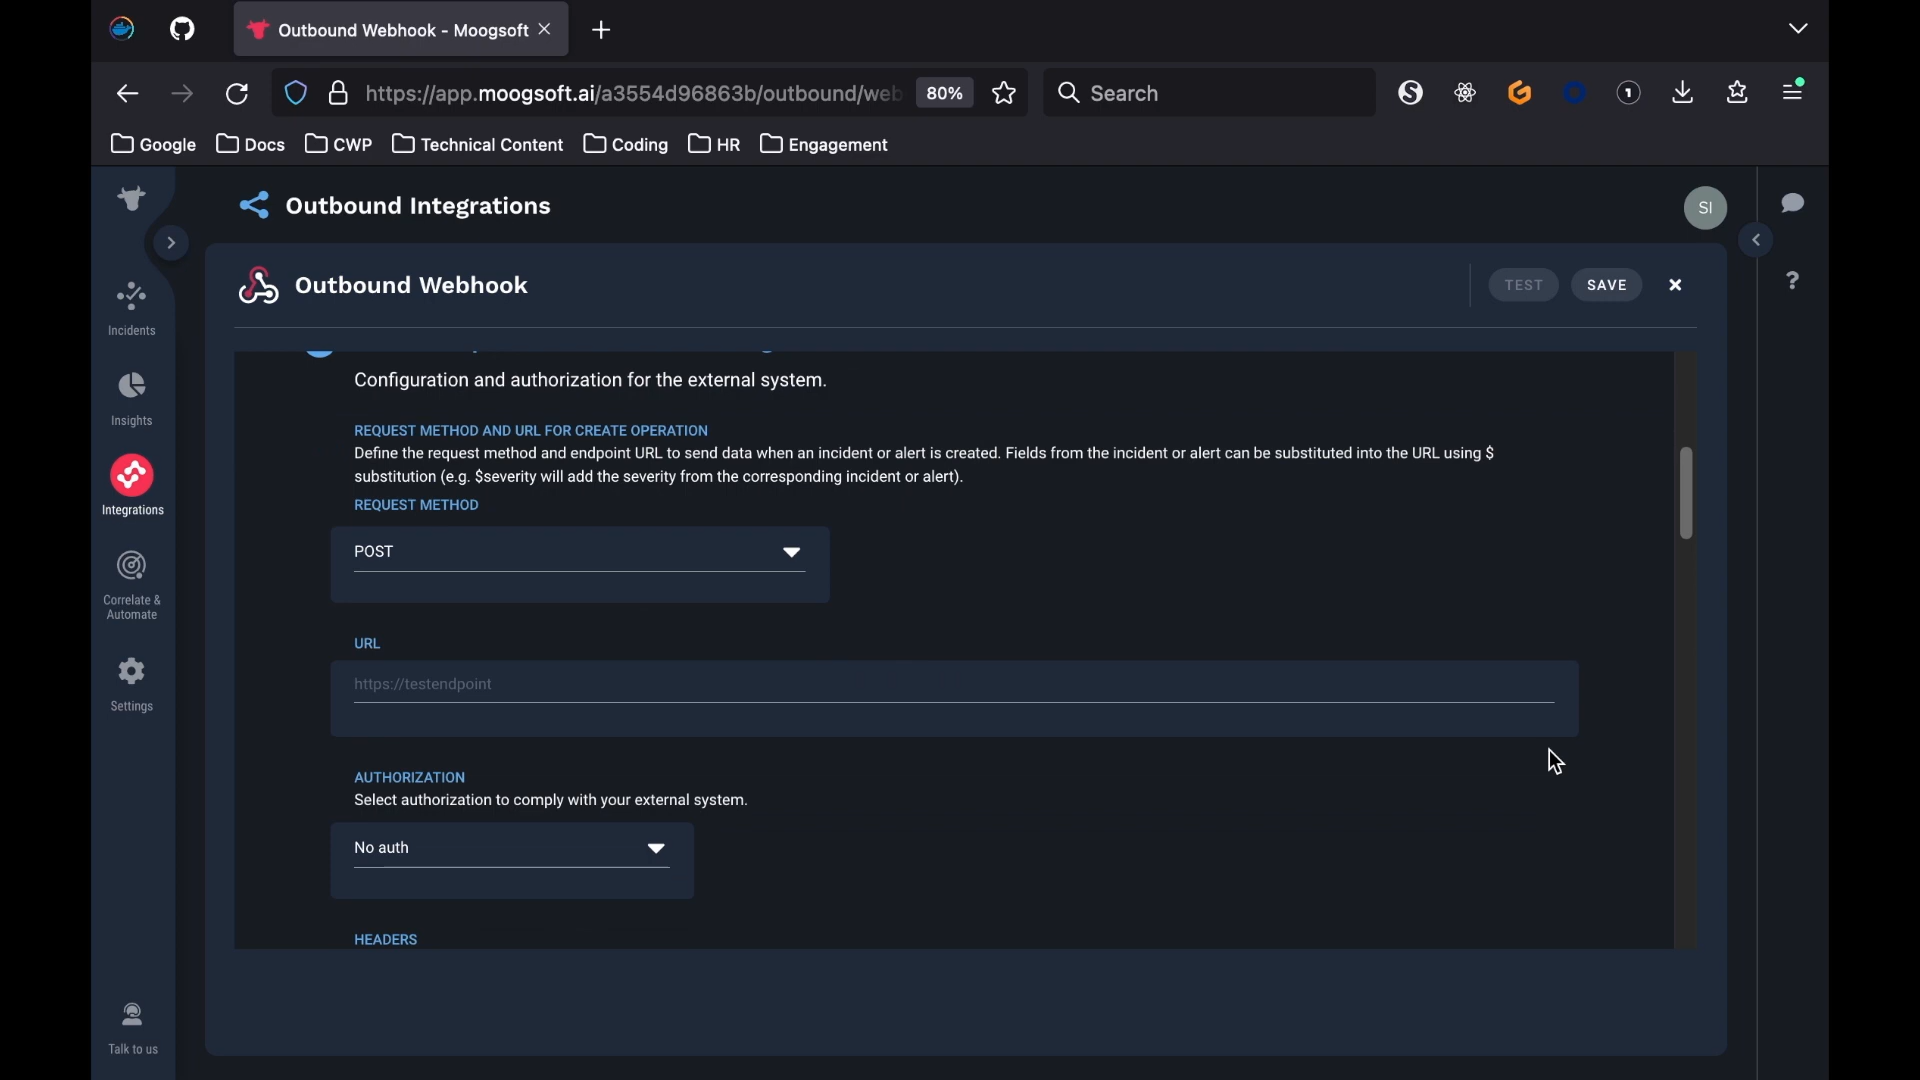 Outbound Webhook - Moogsoft
https://app.moogsoft.ai/a3554d96863b/outbound/web
80%
Search
1
Google
Docs
CWP
Technical Content
Coding
HR
Engagement
Outbound Integrations
SI
Outbound Webhook
TEST
SAVE
?
Incidents
Insights
Integrations
Correlate &
Automate
Settings
Talk to us
Configuration and authorization for the external system.
REQUEST METHOD AND URL FOR CREATE OPERATION
Define the request method and endpoint URL to send data when an incident or alert is created. Fields from the incident or alert can be substituted into the URL using $
substitution (e.g. $severity will add the severity from the corresponding incident or alert).
REQUEST METHOD
POST
URL
https://testendpoint
AUTHORIZATION
Select authorization to comply with your external system.
No auth
HEADERS